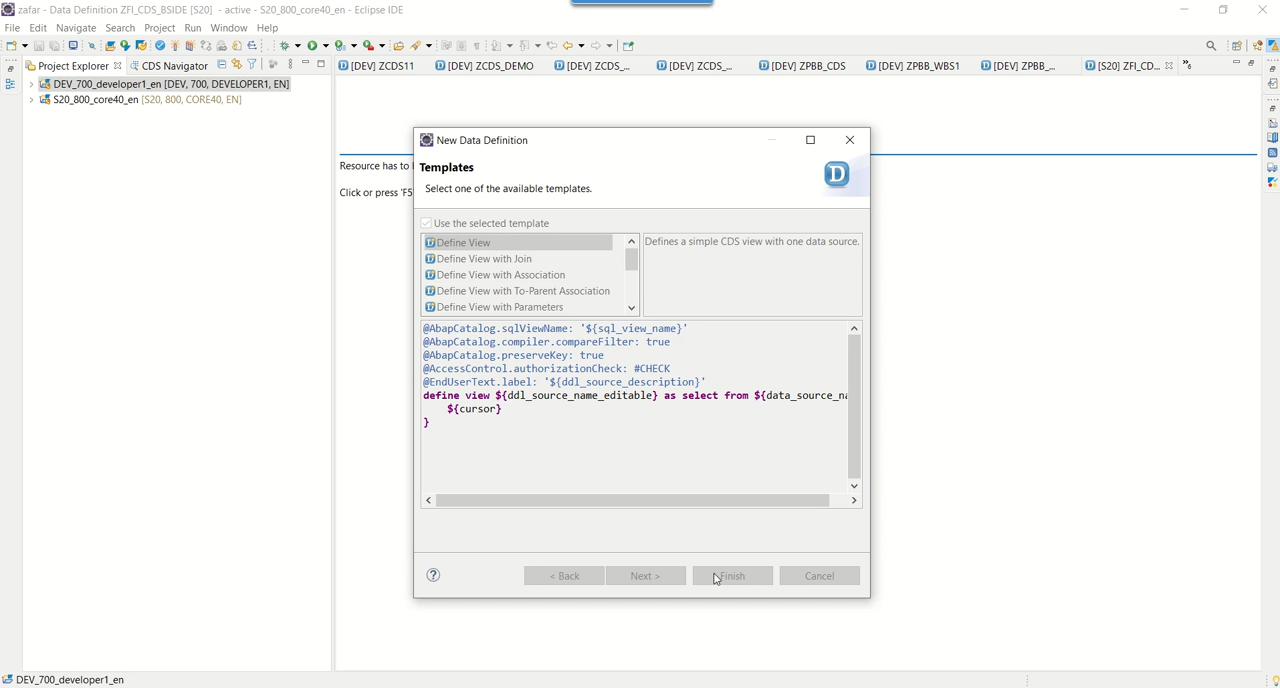 zafar - Data Definition ZFI_CDS_BSIDE [S20] - active - S20_800_core40_en - Eclipse IDE
File Edit Navigate Search Project Run Window Help
Project Explorer CDS Navigator
[DEV] ZCDS11 [DEV] ZCDS_DEMO [DEV] ZCDS_... [DEV] ZCDS_... [DEV] ZPBB_CDS [DEV] ZPBB_WBS1 [DEV] ZPBB_... [S20] ZFI_CD... »6
DEV_700_developer1_en [DEV, 700, DEVELOPER1, EN]
S20_800_core40_en [S20, 800, CORE40, EN]
Resource has to
Click or press 'F5
New Data Definition
Templates
Select one of the available templates.
D
Use the selected template
Define View
Define View with Join
Define View with Association
Define View with To-Parent Association
Define View with Parameters
Defines a simple CDS view with one data source.
@AbapCatalog.sqlViewName: '${sql_view_name}'
@AbapCatalog.compiler.compareFilter: true
@AbapCatalog.preserveKey: true
@AccessControl.authorizationCheck: #CHECK
@EndUserText.label: '${ddl_source_description}'
define view ${ddl_source_name_editable} as select from ${data_source_na
${cursor}
}
< Back Next > Finish Cancel
DEV_700_developer1_en